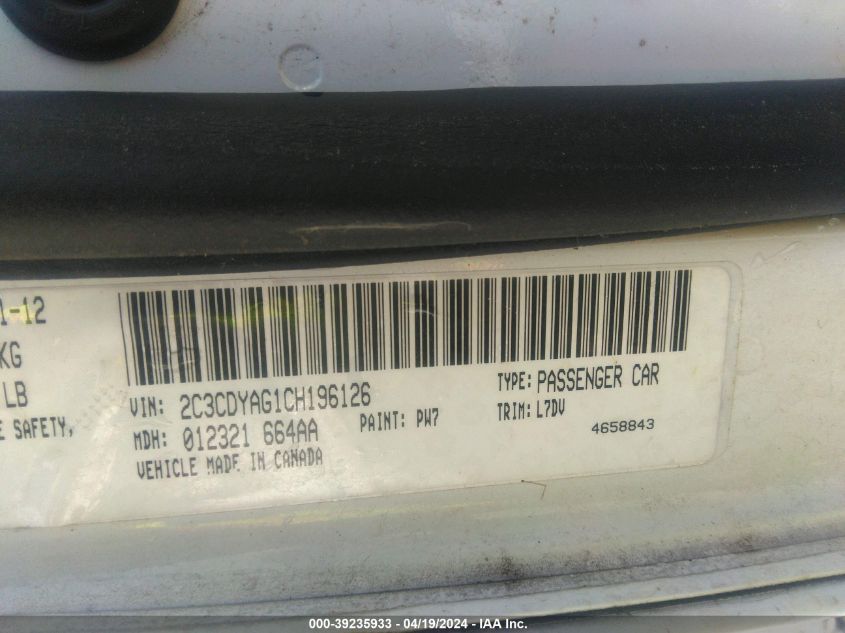 1-12
KG
LB
E SAFETY,
VIN: 2C3CDYAG1CH196126
TYPE: PASSENGER CAR
MDH: 012321 664AA
PAINT: PW7
TRIM: L7DV
VEHICLE MADE IN CANADA
4658843
000-39235933 - 04/19/2024 - IAA Inc.